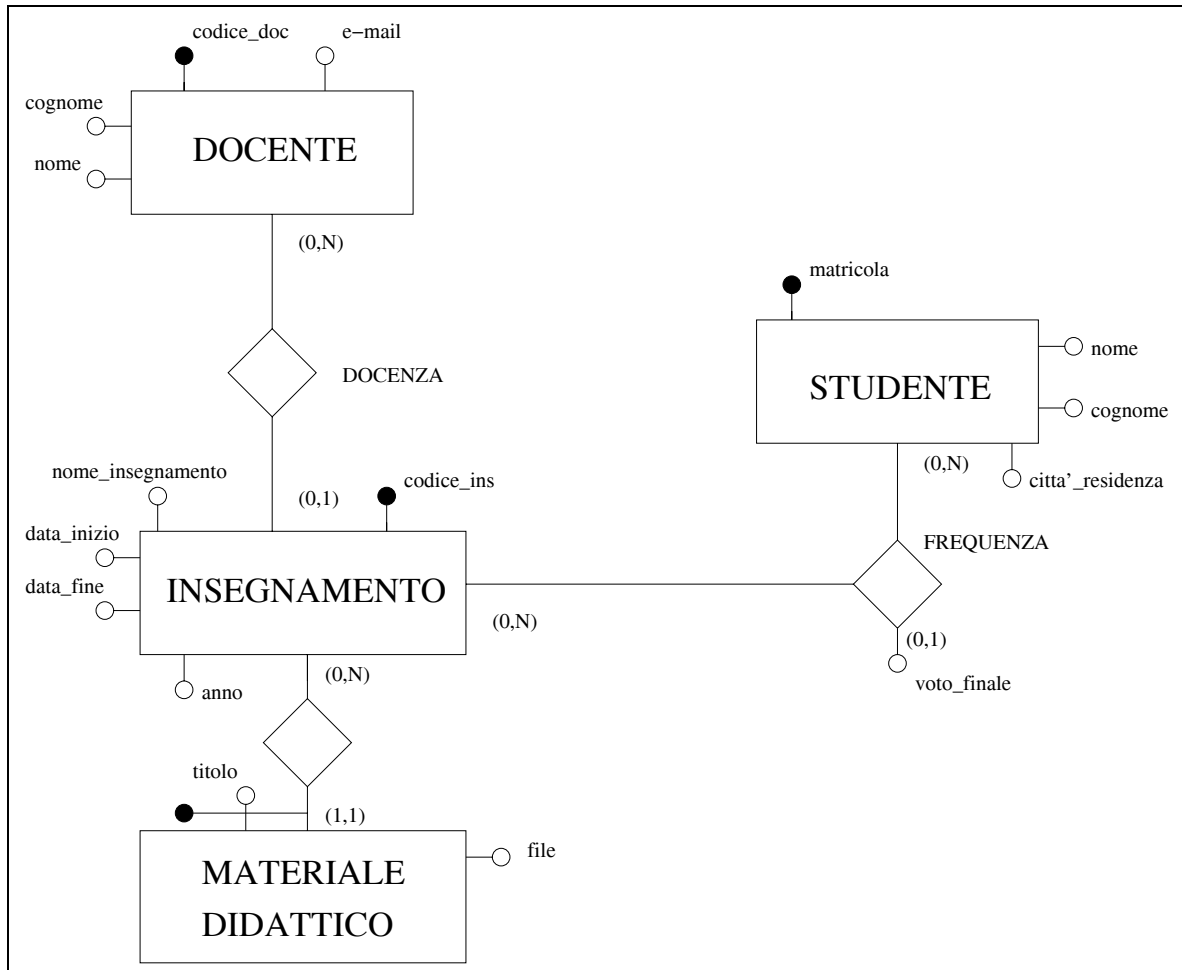 codice_doc
e-mail
cognome
nome
DOCENTE
(0,N)
DOCENZA
matricola
nome
cognome
STUDENTE
(0,N)
citta'_residenza
nome_insegnamento
(0,1)
codice_ins
data_inizio
data_fine
INSEGNAMENTO
(0,N)
FREQUENZA
(0,1)
voto_finale
(0,N)
anno
titolo
(1,1)
file
MATERIALE
DIDATTICO